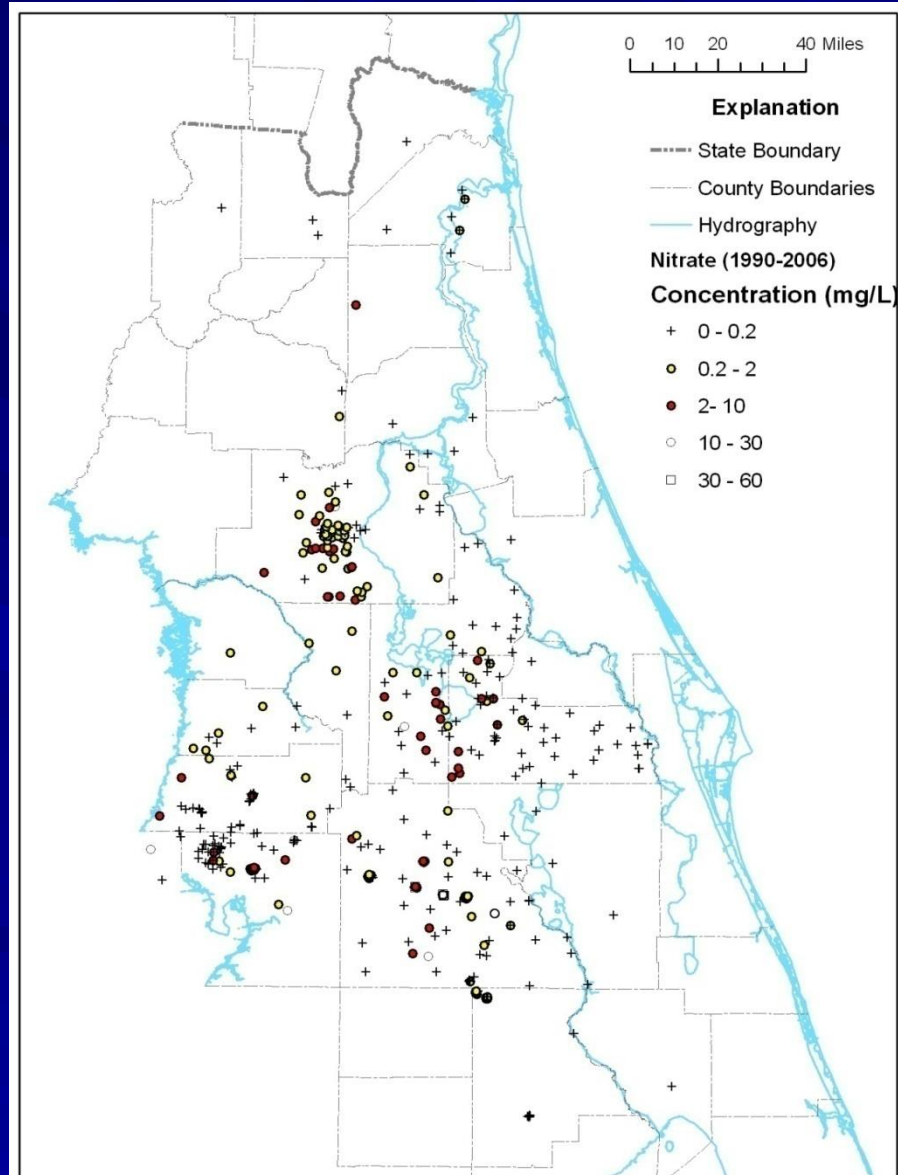 0 10 20 40 Miles
Explanation
State Boundary
County Boundaries
Hydrography
Nitrate (1990-2006)
Concentration (mg/L)
0 - 0.2
0.2 - 2
2- 10
10 - 30
30 - 60